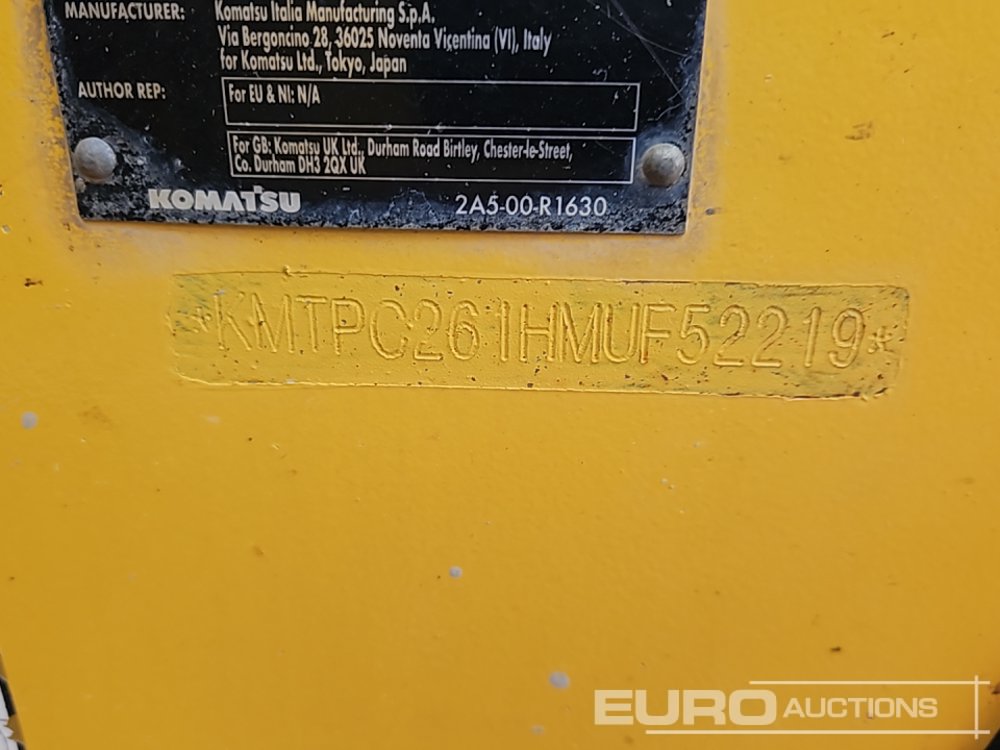 MANUFACTURER: Komatsu Italia Manufacturing S.p.A.
Via Bergoncino 28, 36025 Noventa Vicentina (VI), Italy
for Komatsu Ltd., Tokyo, Japan
AUTHOR REP: For EU & NI: N/A
For GB: Komatsu UK Ltd., Durham Road Birtley, Chester-le-Street,
Co. Durham DH3 2QX UK
KOMATSU 2A5-00-R1630
*KMTPC261HMUF52219*
EURO AUCTIONS